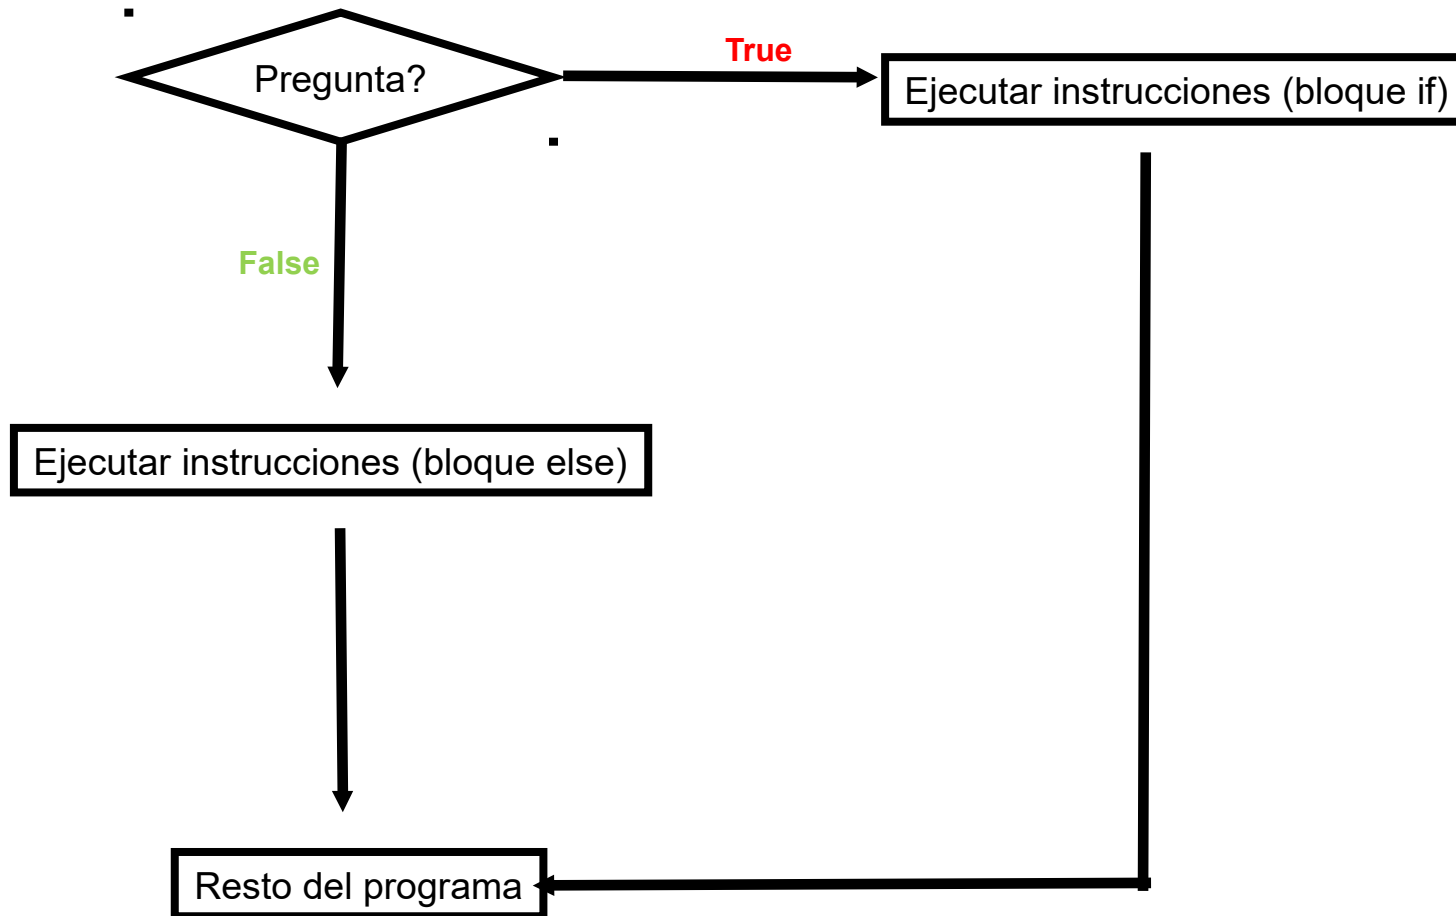 True
Pregunta?
Ejecutar instrucciones (bloque if)
False
Ejecutar instrucciones (bloque else)
Resto del programa